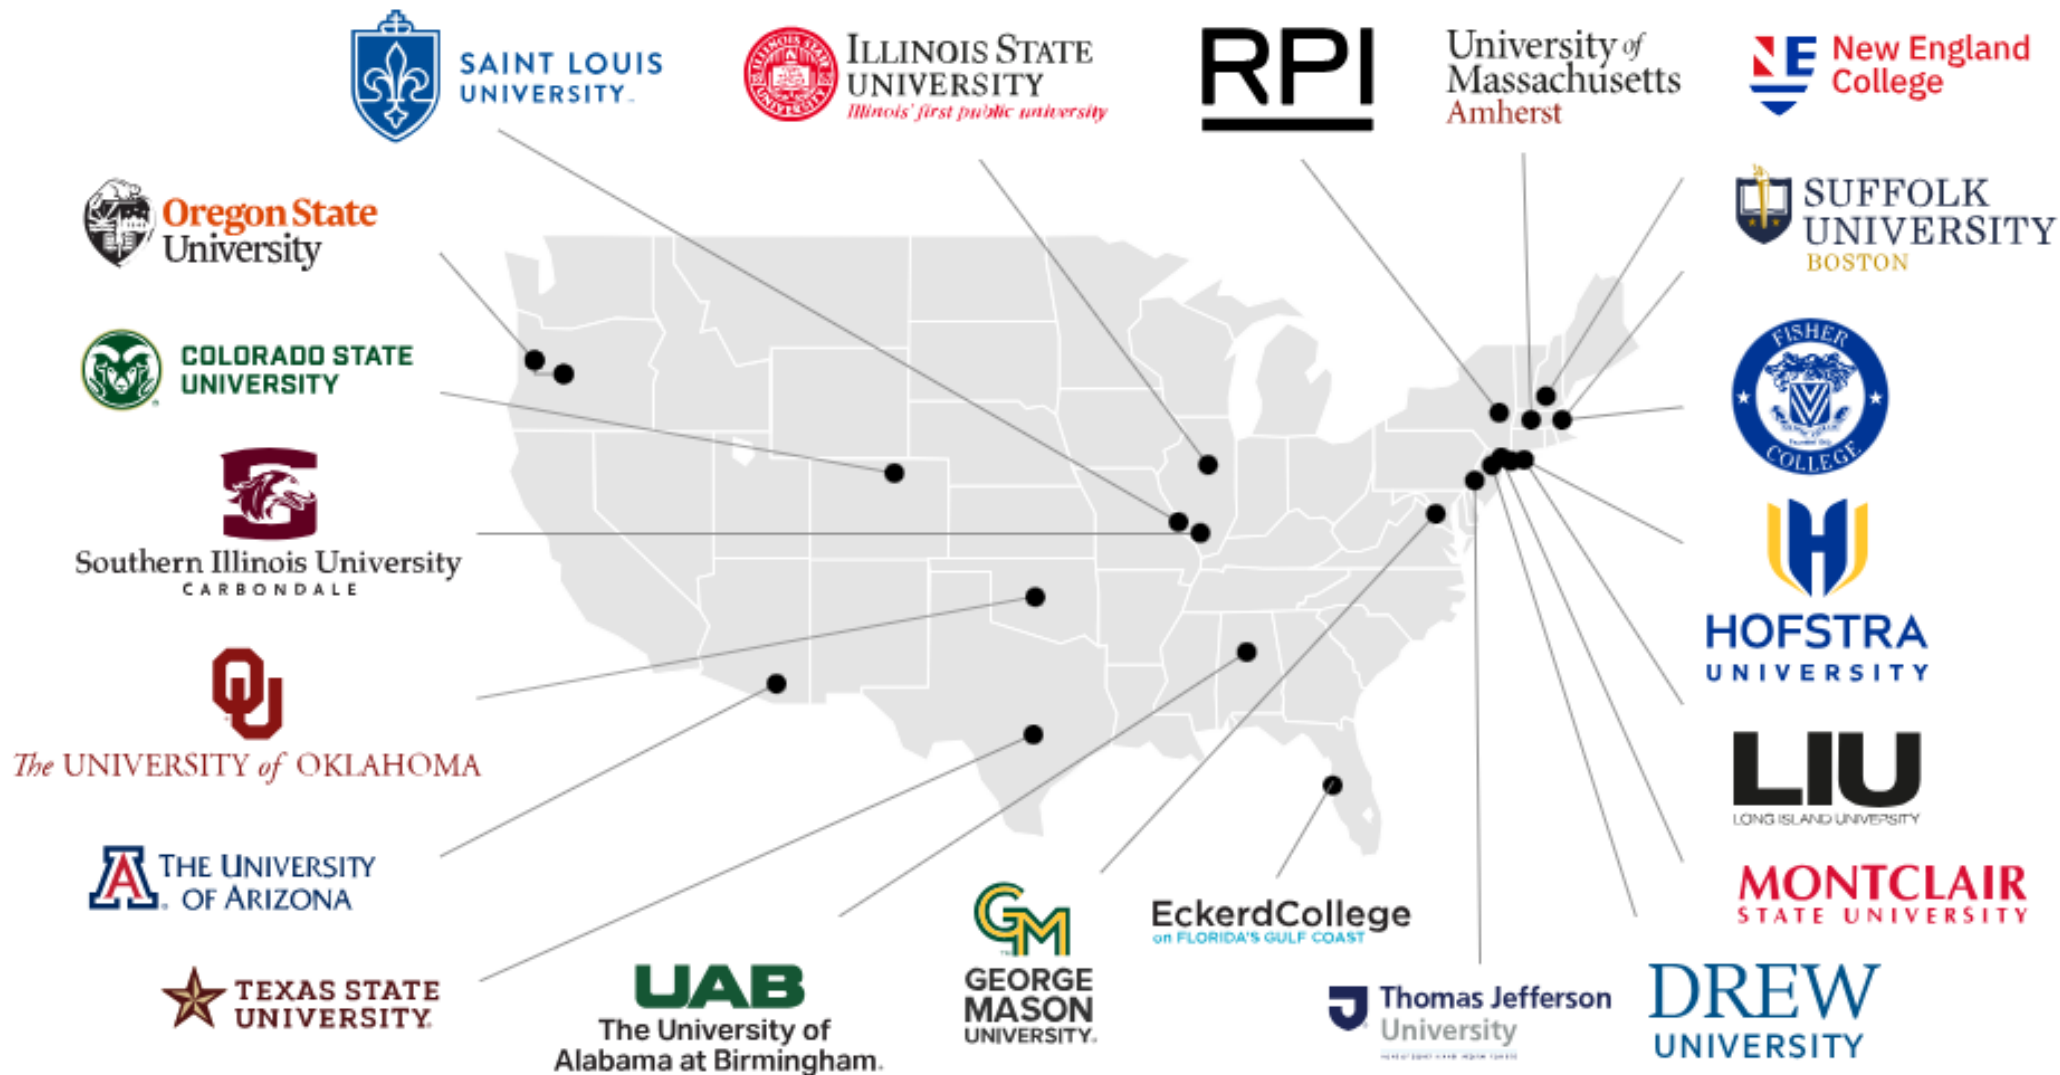 SAINT LOUIS
UNIVERSITY
ILLINOIS STATE
UNIVERSITY
Illinois' first public university
RPI
University of
Massachusetts
Amherst
NE
New England
College
Oregon State
University
SUFFOLK
UNIVERSITY
BOSTON
COLORADO STATE
UNIVERSITY
FISHER
COLLEGE
S
Southern Illinois University
CARBONDALE
H
HOFSTRA
UNIVERSITY
OU
The UNIVERSITY of OKLAHOMA
LIU
LONG ISLAND UNIVERSITY
A
THE UNIVERSITY
OF ARIZONA
MONTCLAIR
STATE UNIVERSITY
TEXAS STATE
UNIVERSITY
UAB
The University of
Alabama at Birmingham.
GM
GEORGE
MASON
UNIVERSITY
EckerdCollege
on FLORIDA'S GULF COAST
J
Thomas Jefferson
University
DREW
UNIVERSITY